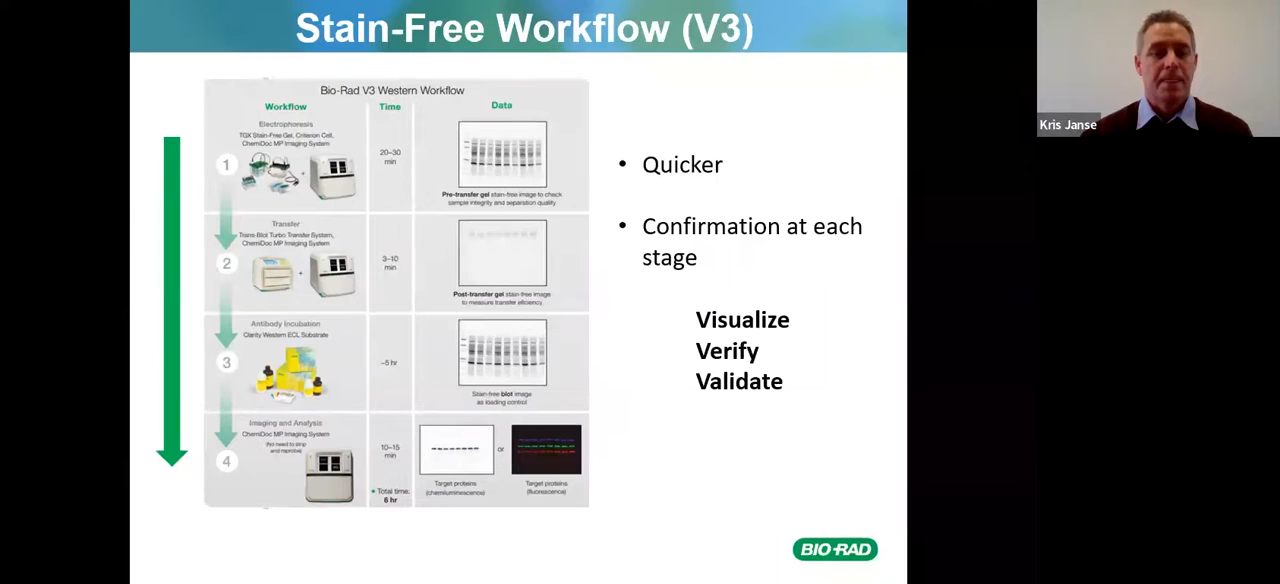 Stain-Free Workflow (V3)
Bio-Rad V3 Western Workflow
Workflow
Time
Data
Electrophoresis
TGX Stain-Free Gel, Criterion Cell,
ChemiDoc MP Imaging System
1
20–30
min
Pre-transfer gel stain-free image to check
sample integrity and separation quality
Transfer
Trans-Blot Turbo Transfer System,
ChemiDoc MP Imaging System
2
3–10
min
Post-transfer gel stain-free image
to measure transfer efficiency
Antibody Incubation
Clarity Western ECL Substrate
3
~5 hr
Stain-free blot image
as loading control
Imaging and Analysis
ChemiDoc MP Imaging System
(No need to strip
and reprobe)
4
10–15
min
• Total time:
6 hr
or
Target proteins
(chemiluminescence)
Target proteins
(fluorescence)
• Quicker
• Confirmation at each
stage
Visualize
Verify
Validate
BIO-RAD
Kris Janse